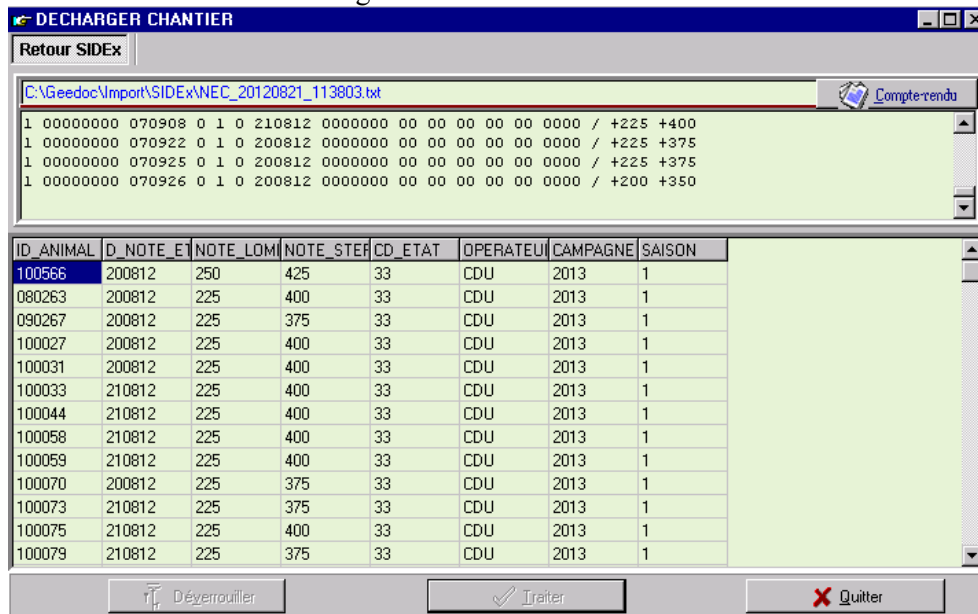 DECHARGER CHANTIER
Retour SIDEx
C:\Geedoc\Import\SIDEx\NEC_20120821_113803.txt Compte-rendu
1 00000000 070908 0 1 0 210812 0000000 00 00 00 00 00 0000 / +225 +400
1 00000000 070922 0 1 0 200812 0000000 00 00 00 00 00 0000 / +225 +375
1 00000000 070925 0 1 0 200812 0000000 00 00 00 00 00 0000 / +225 +375
1 00000000 070926 0 1 0 200812 0000000 00 00 00 00 00 0000 / +200 +350
ID_ANIMAL D_NOTE_ET NOTE_LOMI NOTE_STEF CD_ETAT OPERATEUI CAMPAGNE SAISON
100566 200812 250 425 33 CDU 2013 1
080263 200812 225 400 33 CDU 2013 1
090267 200812 225 375 33 CDU 2013 1
100027 200812 225 400 33 CDU 2013 1
100031 200812 225 400 33 CDU 2013 1
100033 210812 225 400 33 CDU 2013 1
100044 210812 225 400 33 CDU 2013 1
100058 210812 225 400 33 CDU 2013 1
100059 210812 225 400 33 CDU 2013 1
100070 200812 225 375 33 CDU 2013 1
100073 210812 225 375 33 CDU 2013 1
100075 210812 225 400 33 CDU 2013 1
100079 210812 225 375 33 CDU 2013 1
Déverrouiller Traiter Quitter